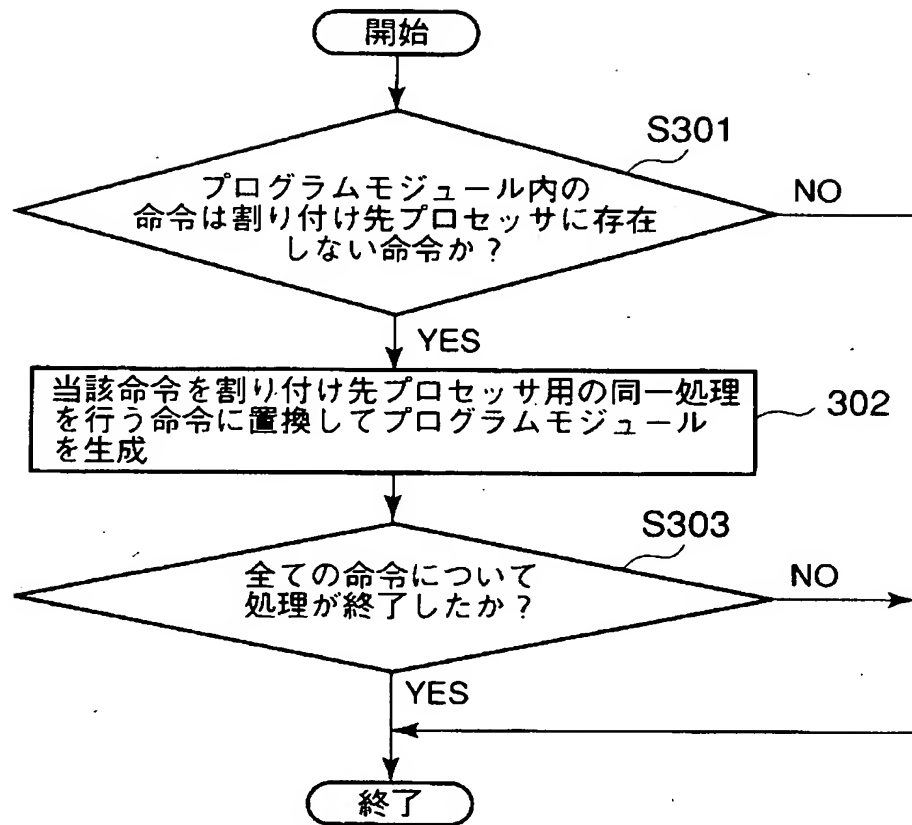 開始
S301
プログラムモジュール内の
命令は割り付け先プロセッサに存在
しない命令か？
NO
YES
当該命令を割り付け先プロセッサ用の同一処理
を行う命令に置換してプログラムモジュール
を生成
302
S303
全ての命令について
処理が終了したか？
NO
YES
終了